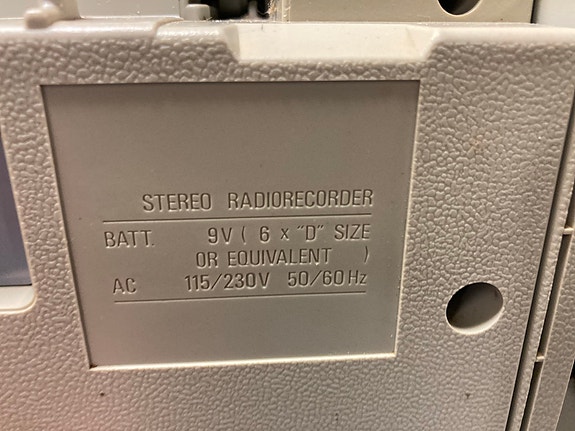 STEREO RADIORECORDER
BATT. 9V ( 6 x "D" SIZE
OR EQUIVALENT )
AC 115/230V 50/60Hz